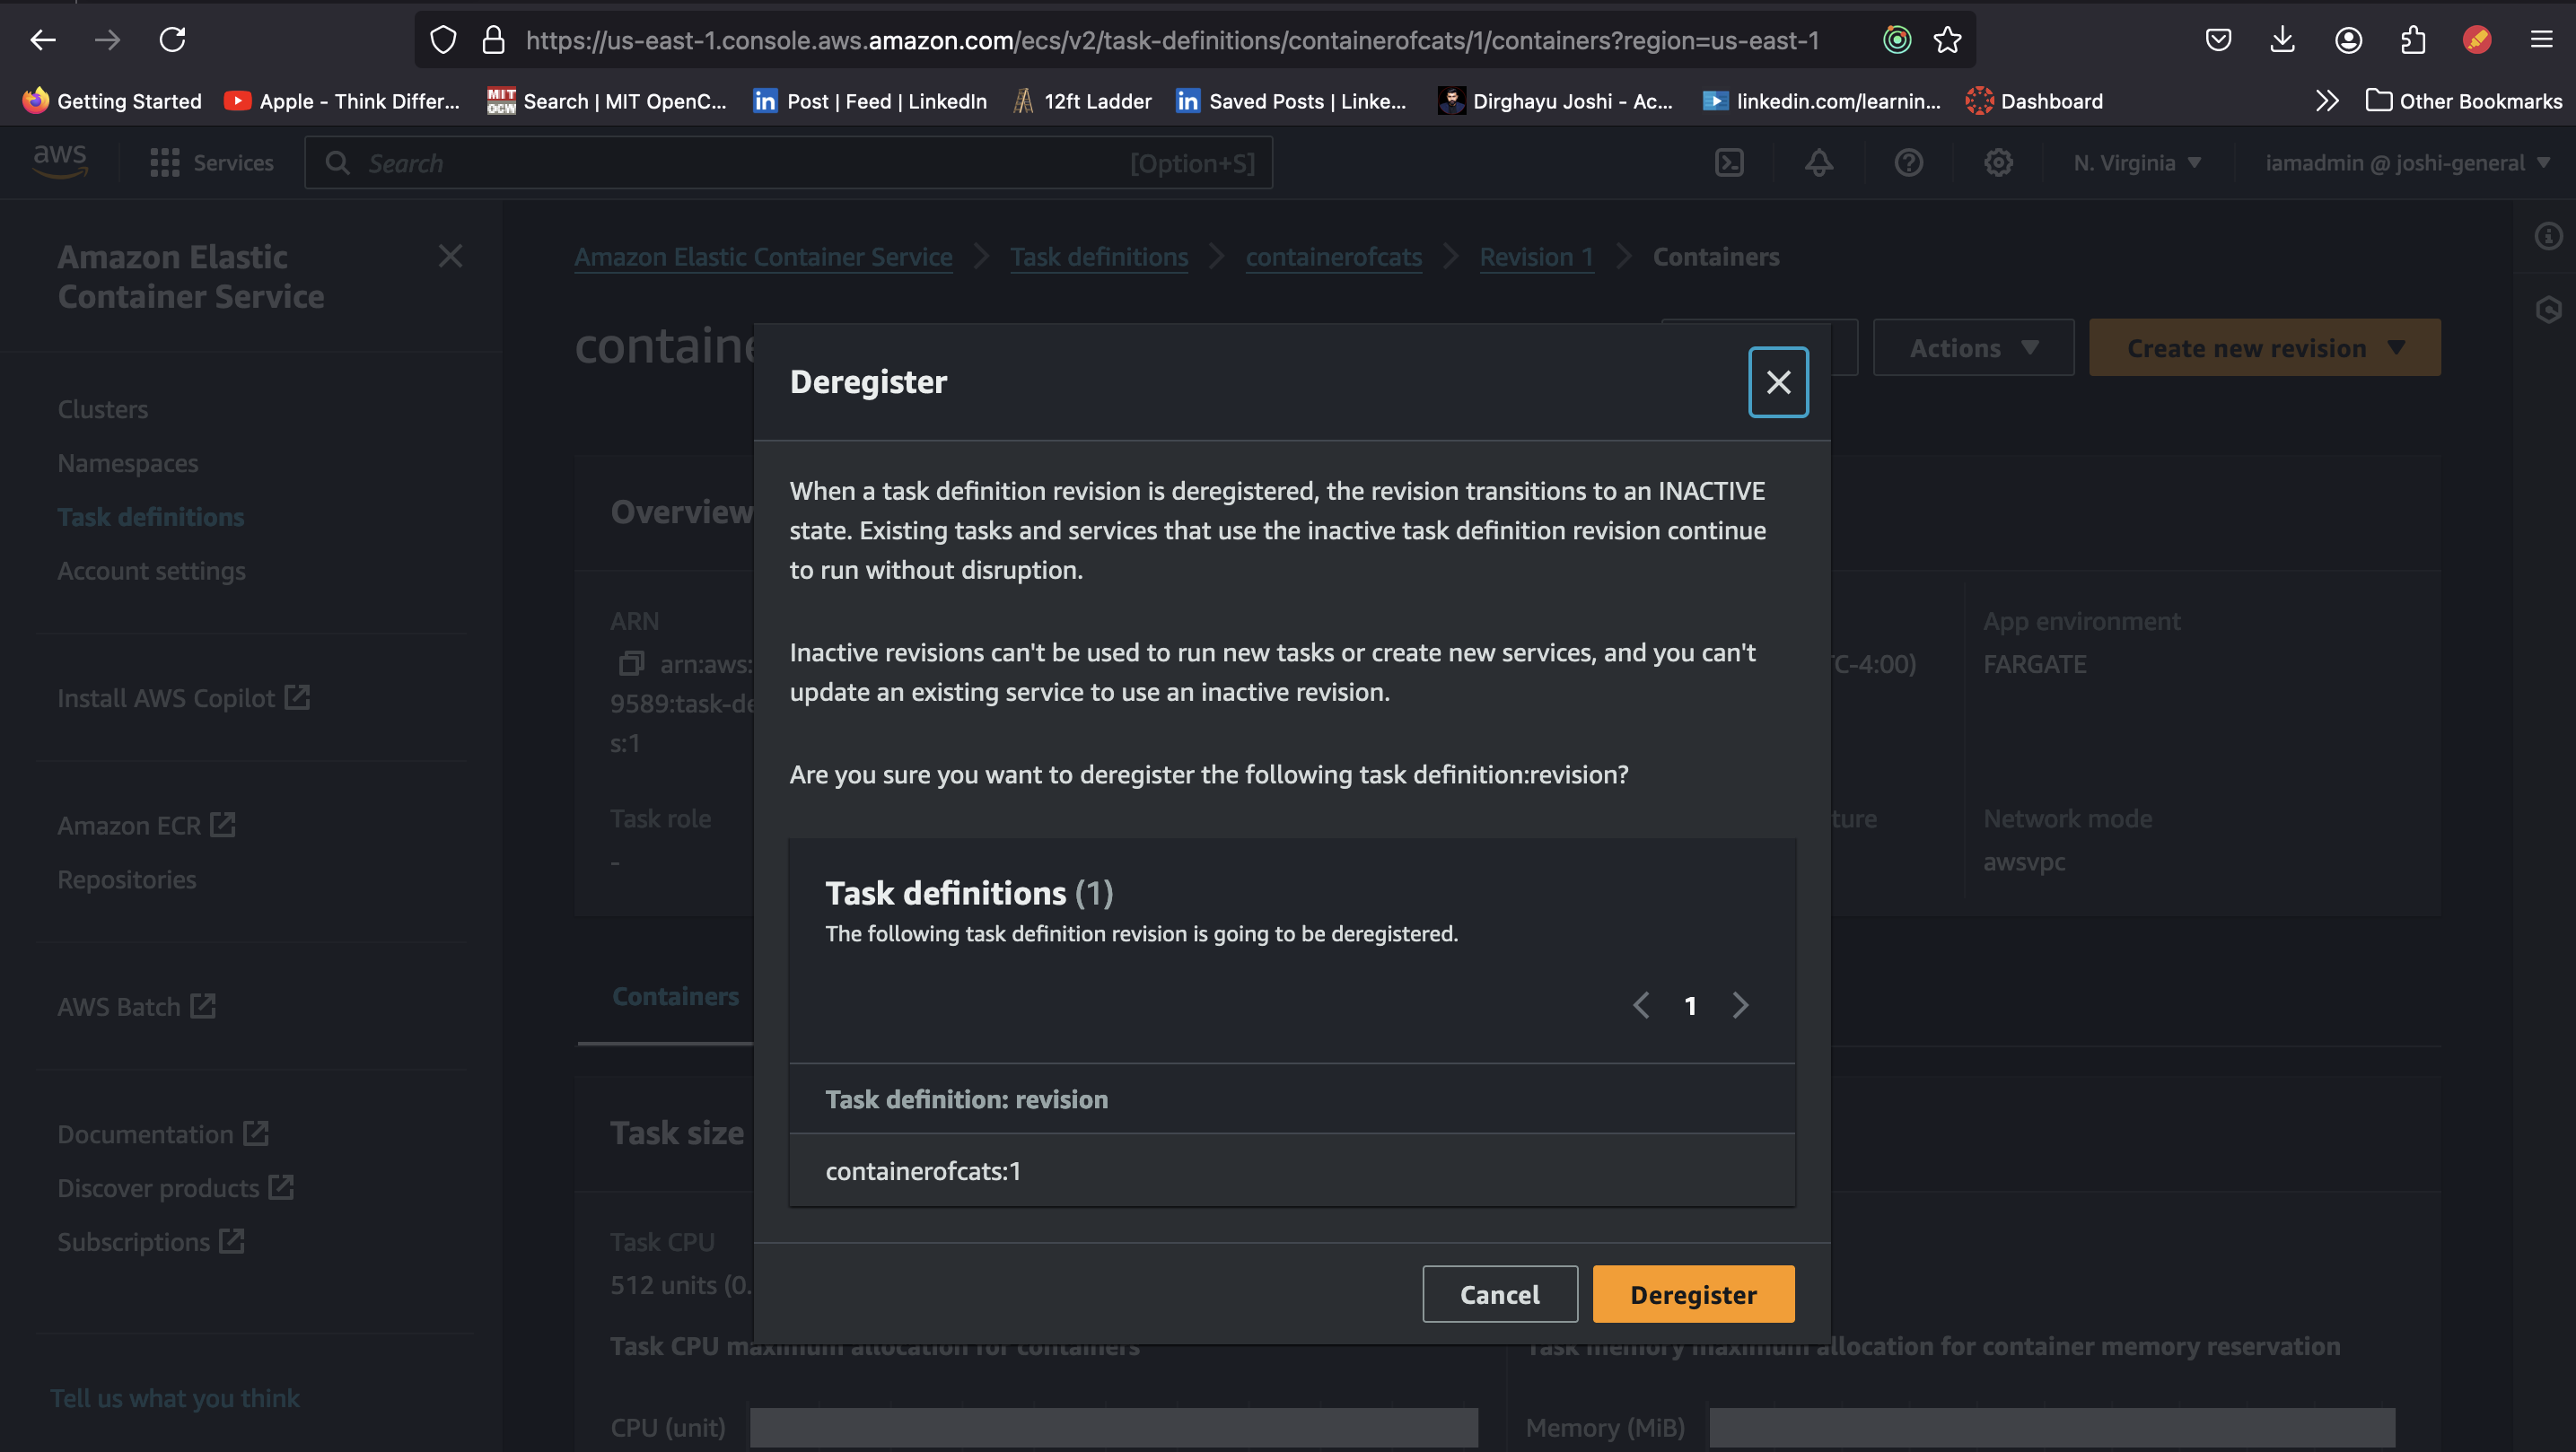 https://us-east-1.console.aws.amazon.com/ecs/v2/task-definitions/containerofcats/1/containers?region=us-east-1
Getting Started
Apple - Think Differ...
MIT OCW
Search | MIT OpenC...
in
Post | Feed | LinkedIn
12ft Ladder
in
Saved Posts | Linke...
Dirghayu Joshi - Ac...
linkedin.com/learnin...
Dashboard
Other Bookmarks
aws
Services
Search
[Option+S]
N. Virginia
iamadmin @ joshi-general
Amazon Elastic
Container Service
Clusters
Namespaces
Task definitions
Account settings
Install AWS Copilot
Amazon ECR
Repositories
AWS Batch
Documentation
Discover products
Subscriptions
Tell us what you think
Amazon Elastic Container Service
Task definitions
containerofcats
Revision 1
Containers
containe
Actions
Create new revision
Overview
ARN
arn:aws:
9589:task-de
s:1
Task role
-
C-4:00)
App environment
FARGATE
ture
Network mode
awsvpc
Containers
Task size
Task CPU
512 units (0.
Task CPU maximum allocation for containers
CPU (unit)
Task memory maximum allocation for container memory reservation
Memory (MiB)
Deregister
When a task definition revision is deregistered, the revision transitions to an INACTIVE
state. Existing tasks and services that use the inactive task definition revision continue
to run without disruption.
Inactive revisions can't be used to run new tasks or create new services, and you can't
update an existing service to use an inactive revision.
Are you sure you want to deregister the following task definition:revision?
Task definitions (1)
The following task definition revision is going to be deregistered.
1
Task definition: revision
containerofcats:1
Cancel
Deregister